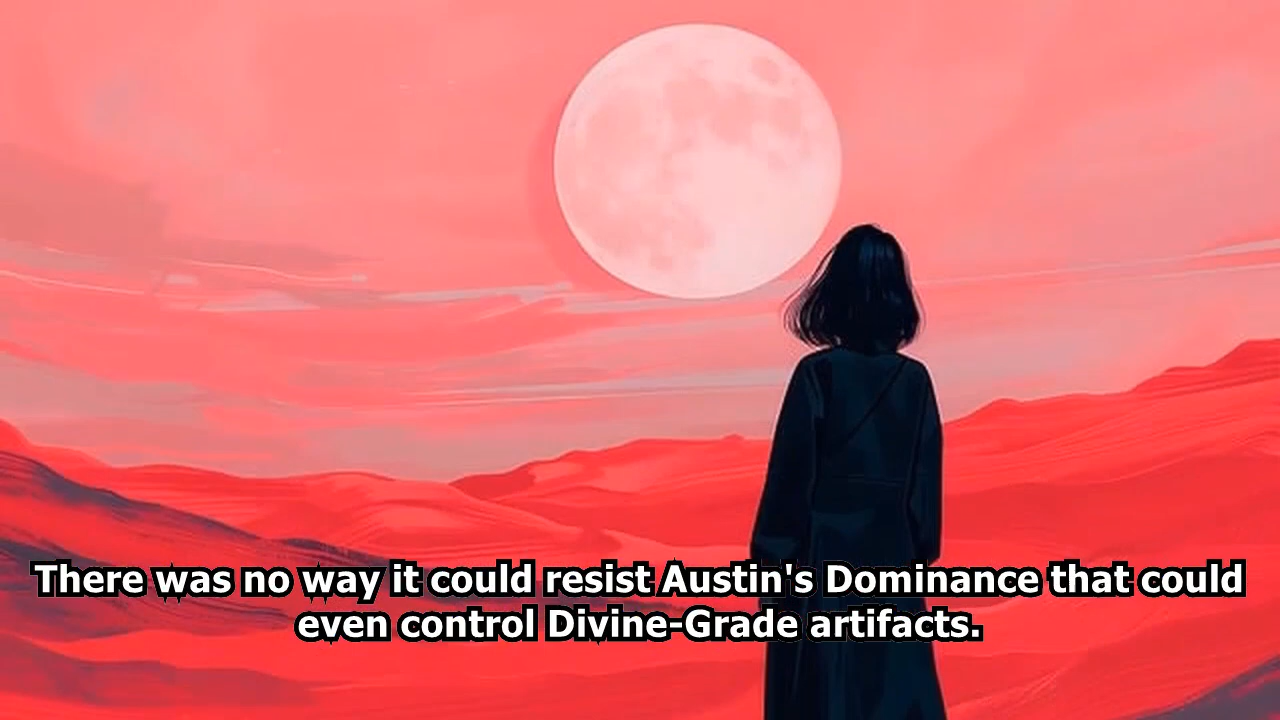 There was no way it could resist Austin's Dominance that could
even control Divine-Grade artifacts.